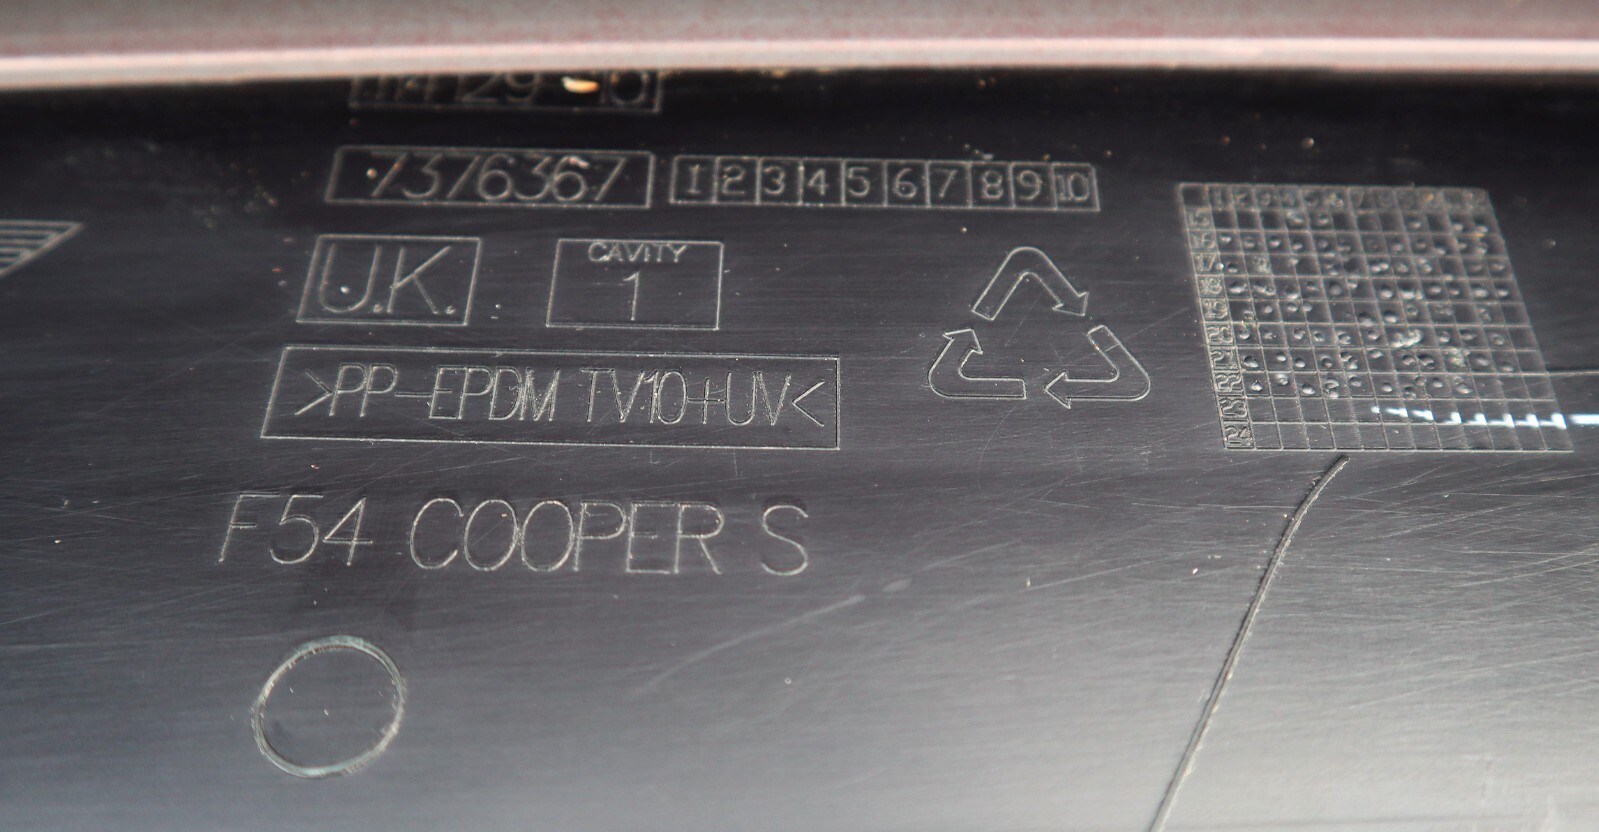 7376367 1 2 3 4 5 6 7 8 9 10
U.K. CAVITY
1
>PP-EPDM TV10+UV<
F54 COOPER S